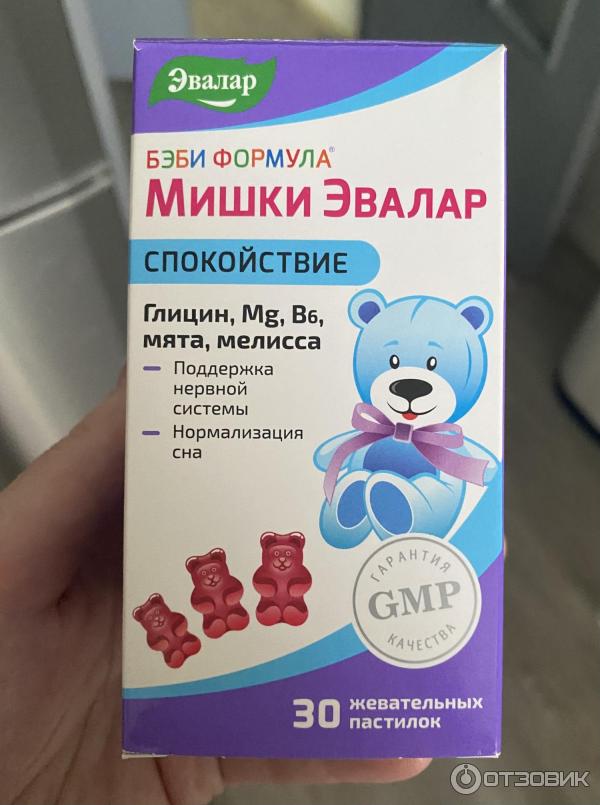 Эвалар
БЭБИ ФОРМУЛА®
МИШКИ ЭВАЛАР
СПОКОЙСТВИЕ
Глицин, Mg, B6,
мята, мелисса
– Поддержка
нервной
системы
– Нормализация
сна
ГАРАНТИЯ
GMP
КАЧЕСТВА
30 жевательных
пастилок
ОТЗОВИК